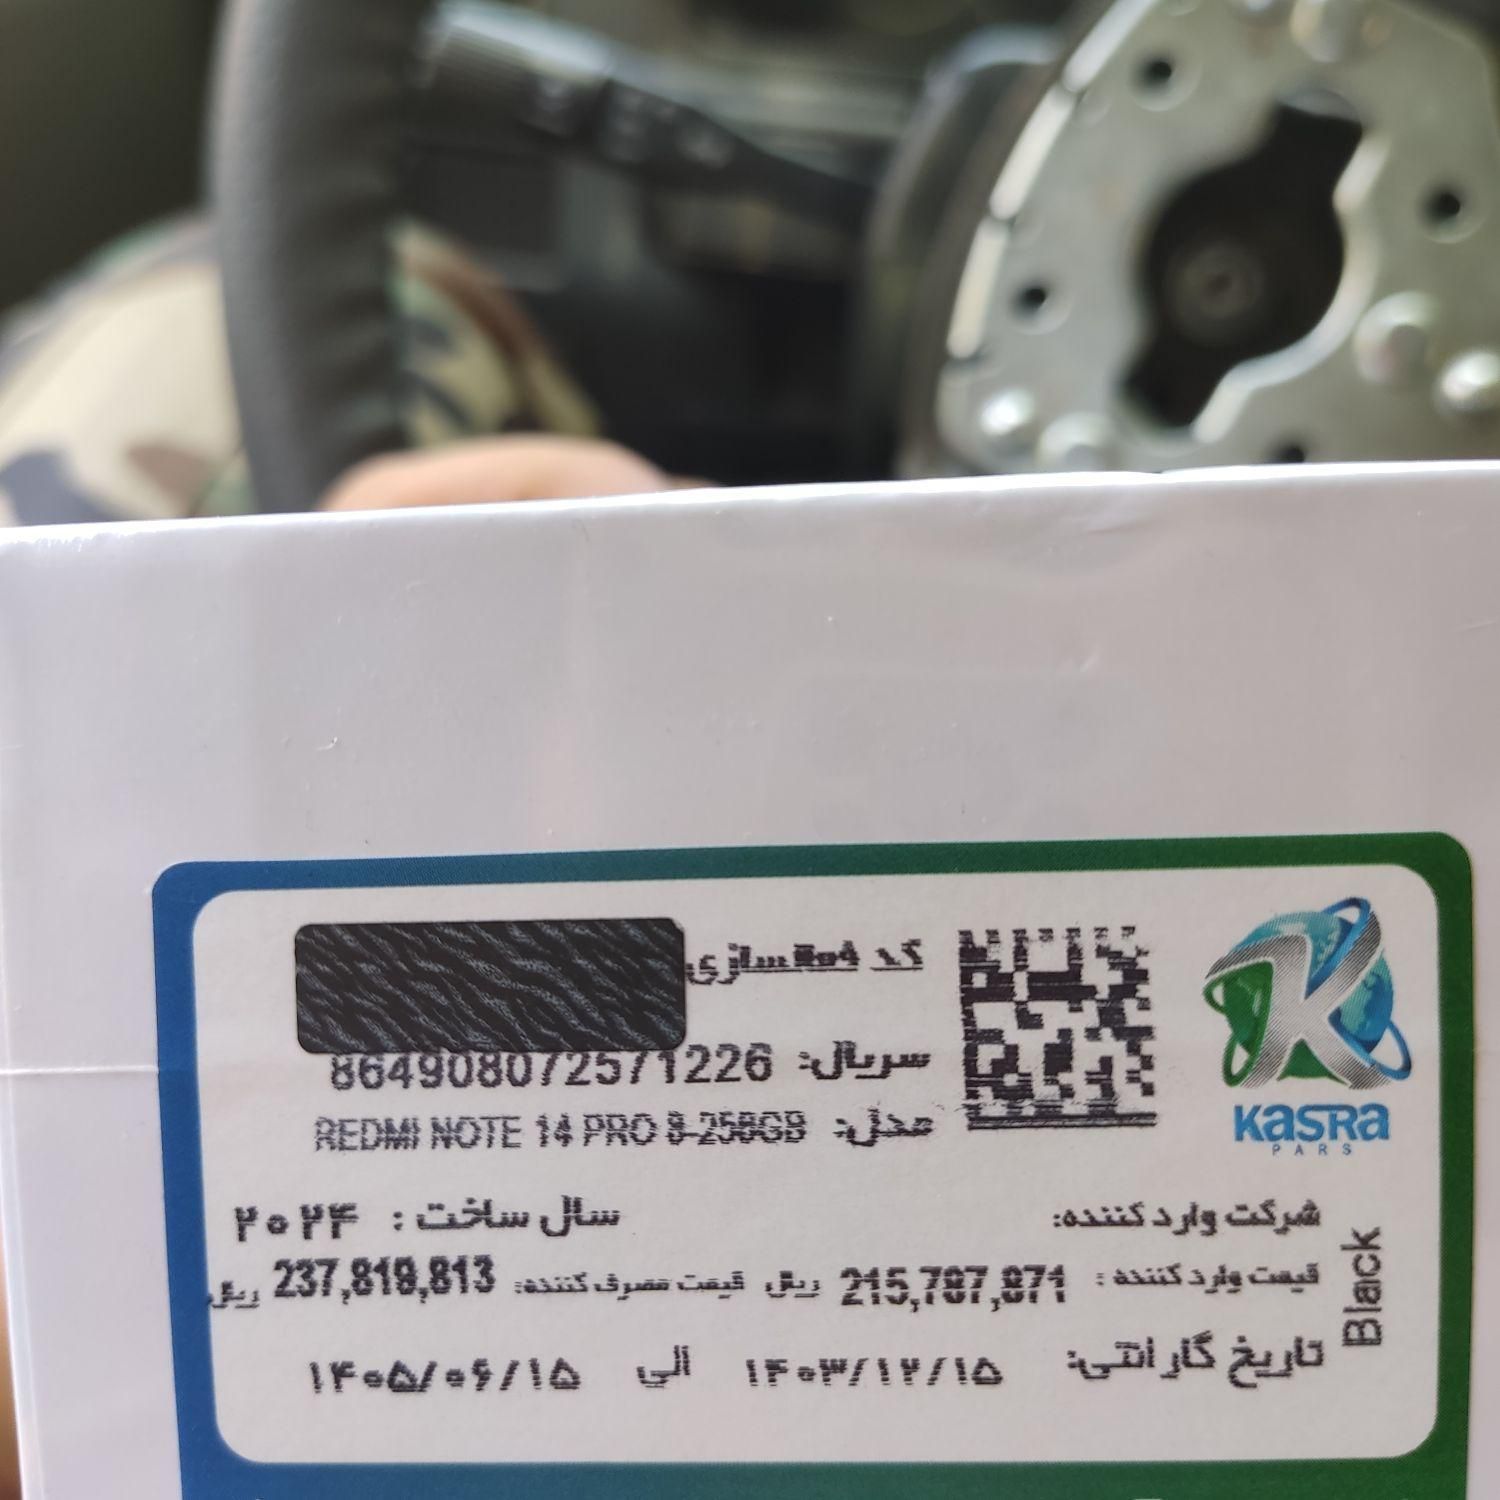 کد فعالسازی
سریال: 864908072571226
مدل: REDMI NOTE 14 PRO 8-256GB
KASRA
PARS
شرکت وارد کننده:
سال ساخت : ۲۰۲۴
قیمت وارد کننده : 215,787,871 ریال قیمت مصرف کننده: 237,819,813 ریال
تاریخ گارانتی: ۱۴۰۳/۱۲/۱۵ الی ۱۴۰۵/۰۶/۱۵
Black